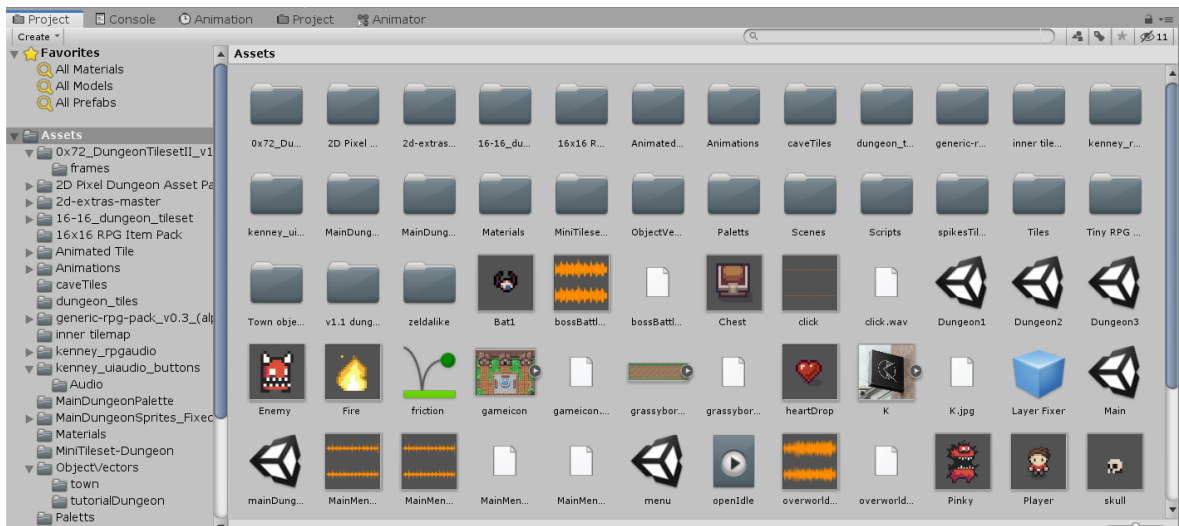 Project Console Animation Project Animator
Create 11
Favorites
All Materials
All Models
All Prefabs
Assets
0x72_DungeonTilesetII_v1
frames
2D Pixel Dungeon Asset Pa
2d-extras-master
16-16_dungeon_tileset
16x16 RPG Item Pack
Animated Tile
Animations
caveTiles
dungeon_tiles
generic-rpg-pack_v0.3_(al
inner tilemap
kenney_rpgaudio
kenney_uiaudio_buttons
Audio
MainDungeonPalette
MainDungeonSprites_Fixec
Materials
MiniTileset-Dungeon
ObjectVectors
town
tutorialDungeon
Paletts
Assets
0x72_Du... 2D Pixel ... 2d-extras... 16-16_du... 16x16 R... Animated... Animations caveTiles dungeon_t... generic-r... inner tile... kenney_r...
kenney_ui... MainDung... MainDung... Materials MiniTilese... ObjectVe... Paletts Scenes Scripts spikesTil... Tiles Tiny RPG ...
Town obje... v1.1 dung... zeldalike Bat1 bossBattl... bossBattl... Chest click click.wav Dungeon1 Dungeon2 Dungeon3
Enemy Fire friction gameicon gameicon.... grassybor... grassybor... heartDrop K K.jpg Layer Fixer Main
mainDung... MainMen... MainMen... MainMen... MainMen... menu openIdle overworld... overworld... Pinky Player skull